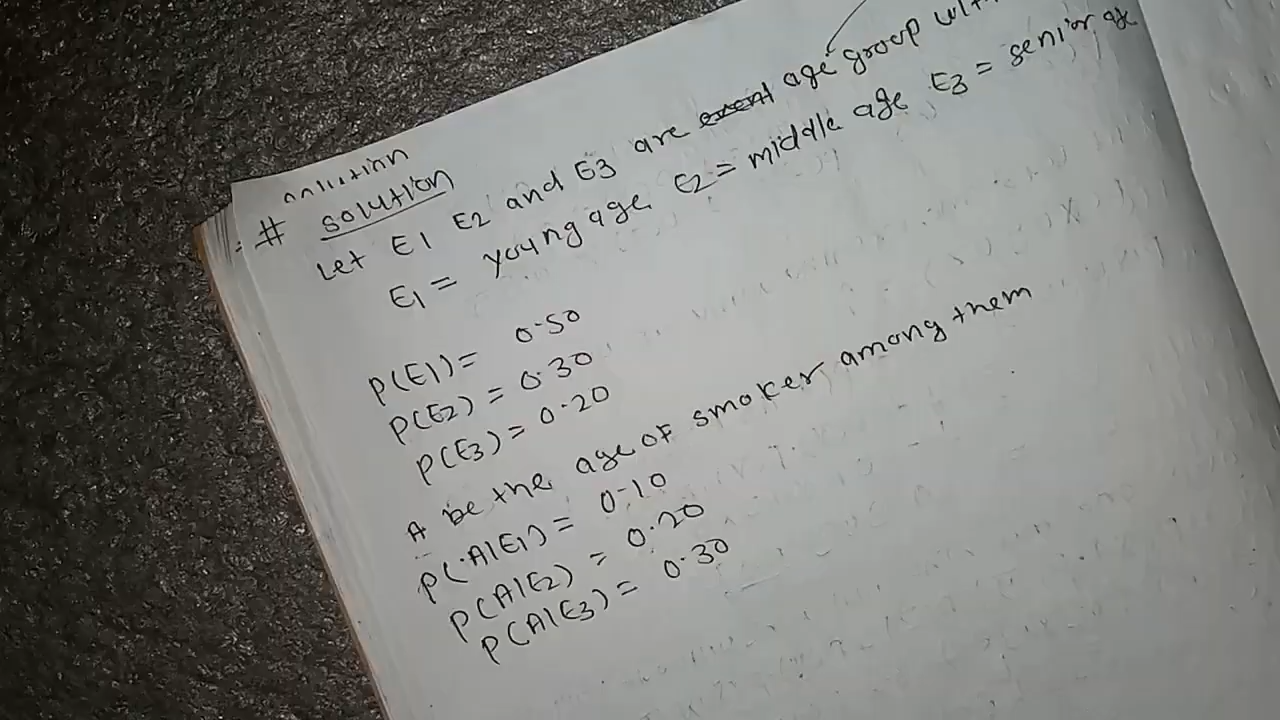 # solution
Let E1 E2 and E3 are event age group
E1 = young age E2 = middle age E3 = senior age
P(E1) = 0.50
P(E2) = 0.30
P(E3) = 0.20
A be the age of smoker among them
P(A|E1) = 0.10
P(A|E2) = 0.20
P(A|E3) = 0.30